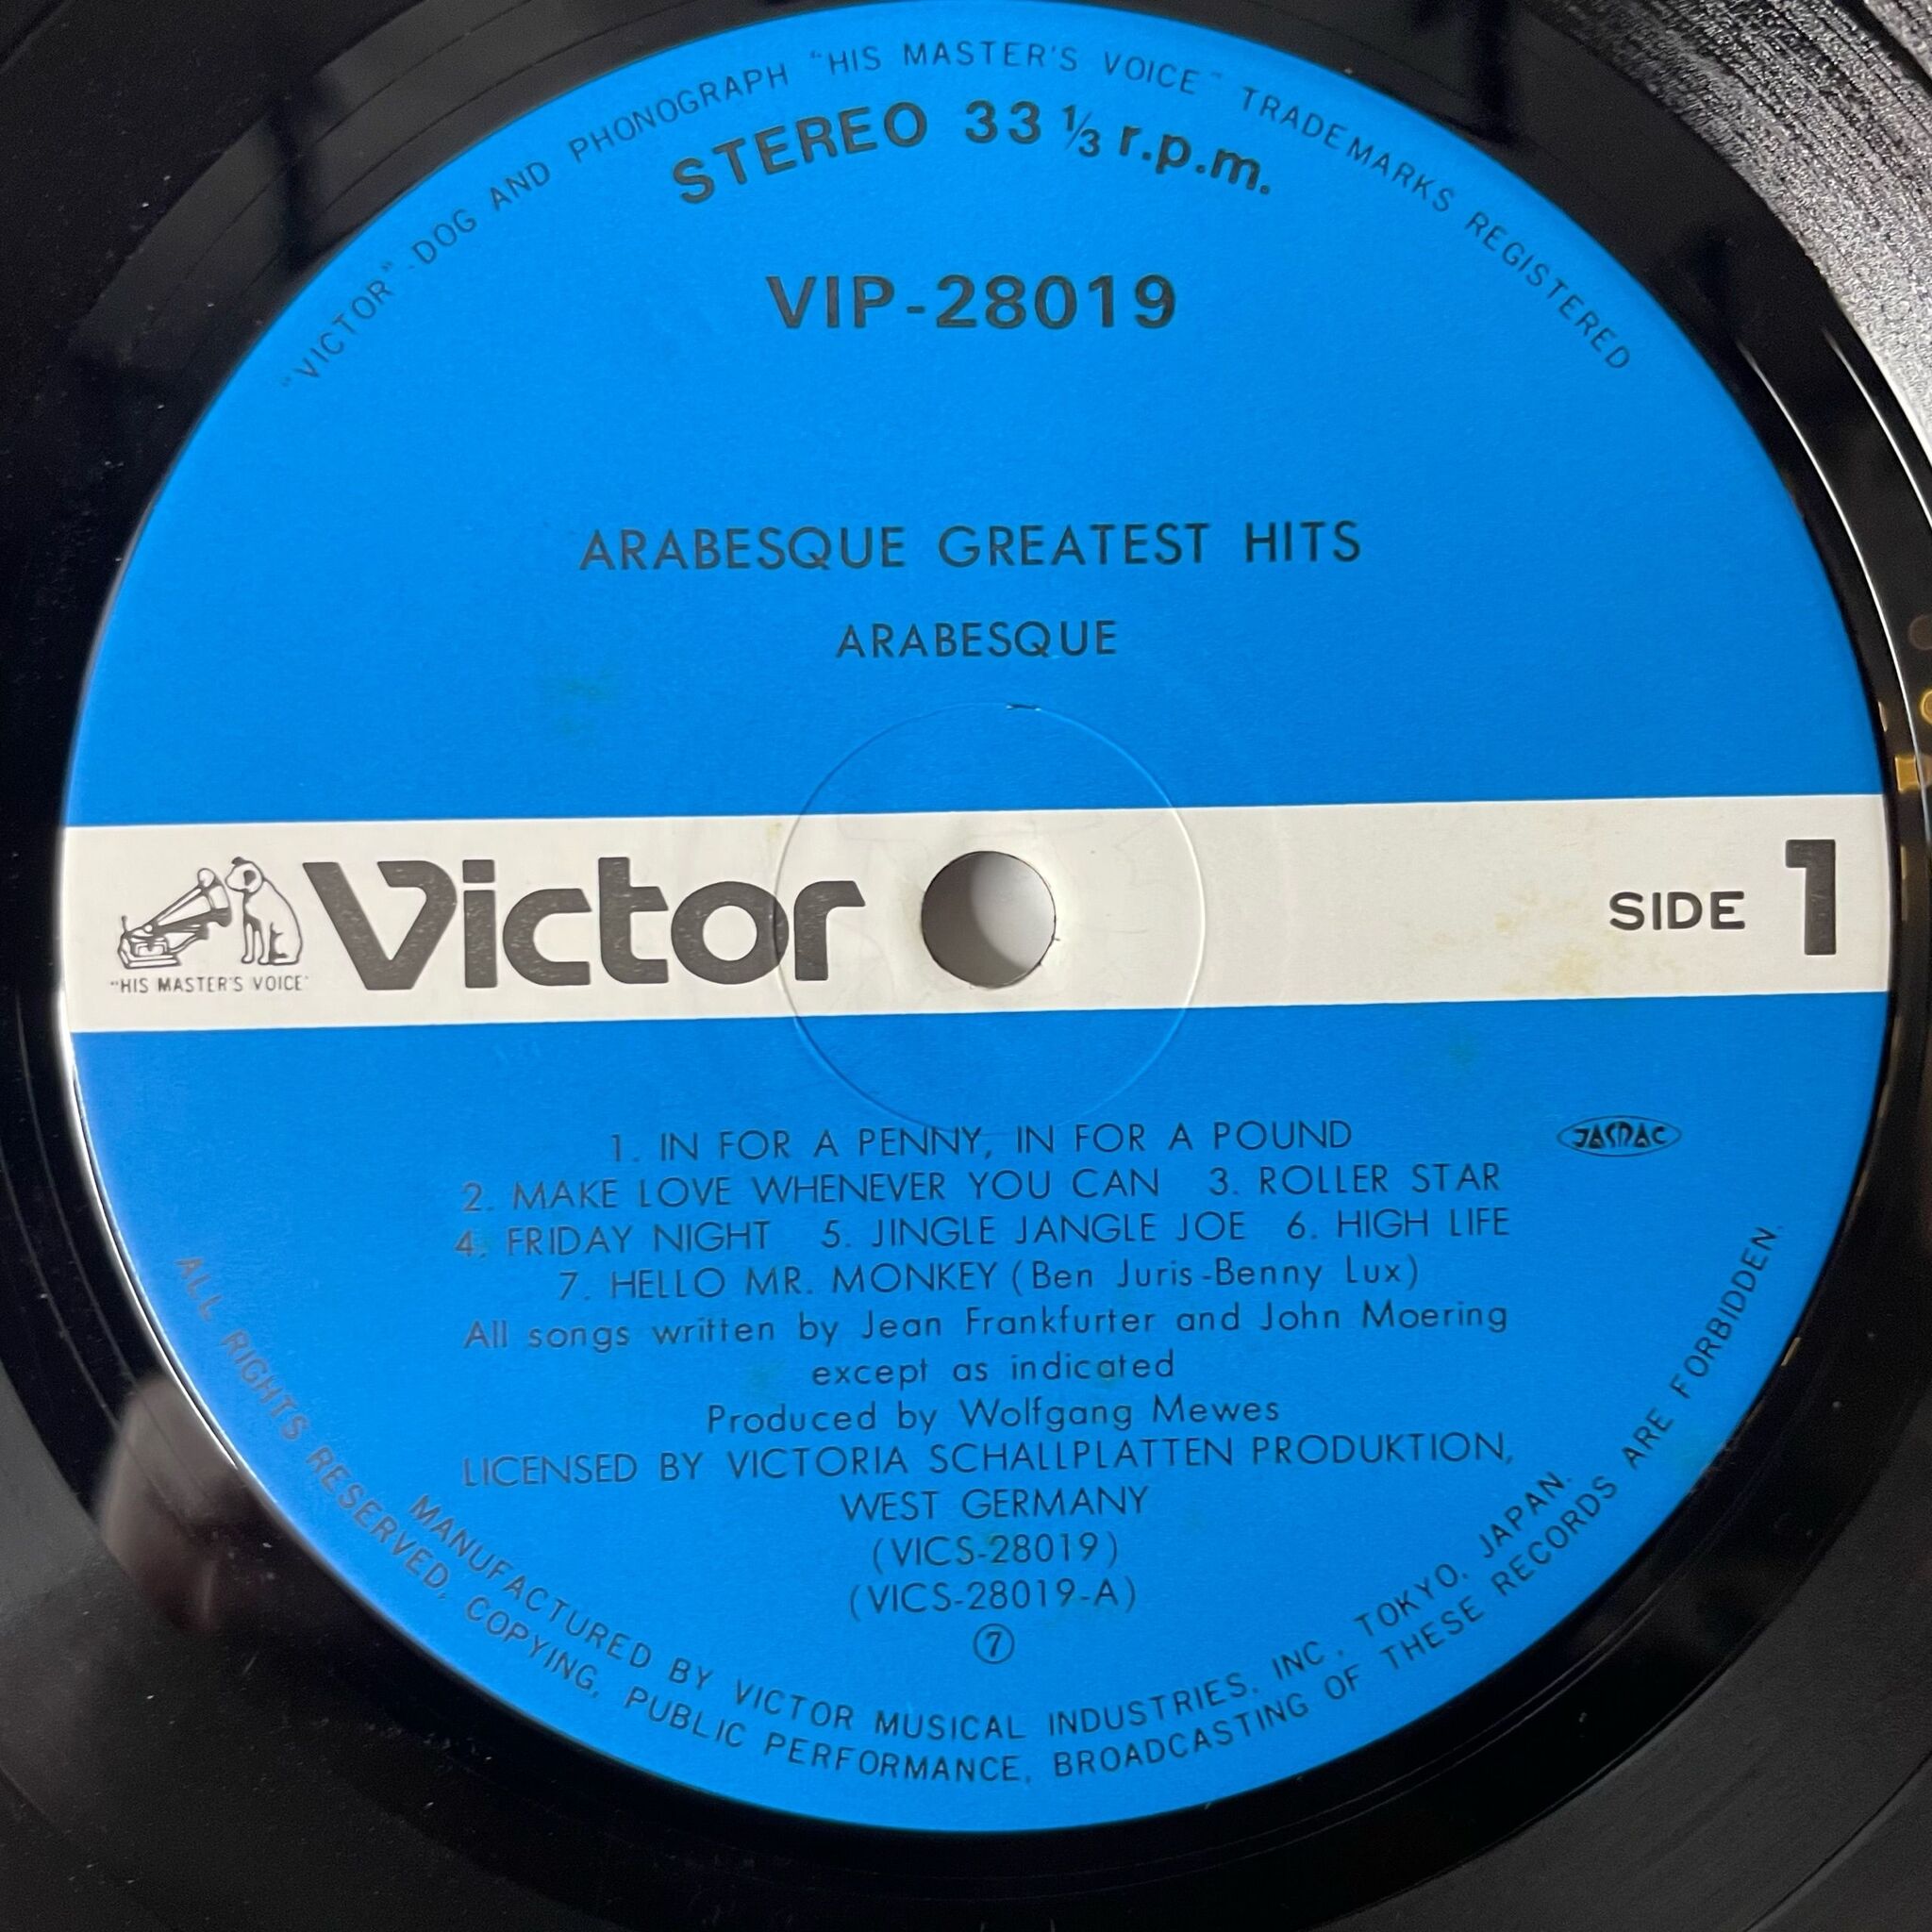 "VICTOR"-DOG AND PHONOGRAPH "HIS MASTER'S VOICE" TRADEMARKS REGISTERED
STEREO 33 1/3 r.p.m.
VIP-28019
ARABESQUE GREATEST HITS
ARABESQUE
Victor
"HIS MASTER'S VOICE"
SIDE 1
1. IN FOR A PENNY, IN FOR A POUND
JASRAC
2. MAKE LOVE WHENEVER YOU CAN 3. ROLLER STAR
4. FRIDAY NIGHT 5. JINGLE JANGLE JOE 6. HIGH LIFE
7. HELLO MR. MONKEY (Ben Juris-Benny Lux)
All songs written by Jean Frankfurter and John Moering
except as indicated
Produced by Wolfgang Mewes
LICENSED BY VICTORIA SCHALLPLATTEN PRODUKTION,
WEST GERMANY
(VICS-28019)
(VICS-28019-A)
⑦
MANUFACTURED BY VICTOR MUSICAL INDUSTRIES, INC., TOKYO, JAPAN.
ALL RIGHTS RESERVED, COPYING, PUBLIC PERFORMANCE, BROADCASTING OF THESE RECORDS ARE FORBIDDEN.